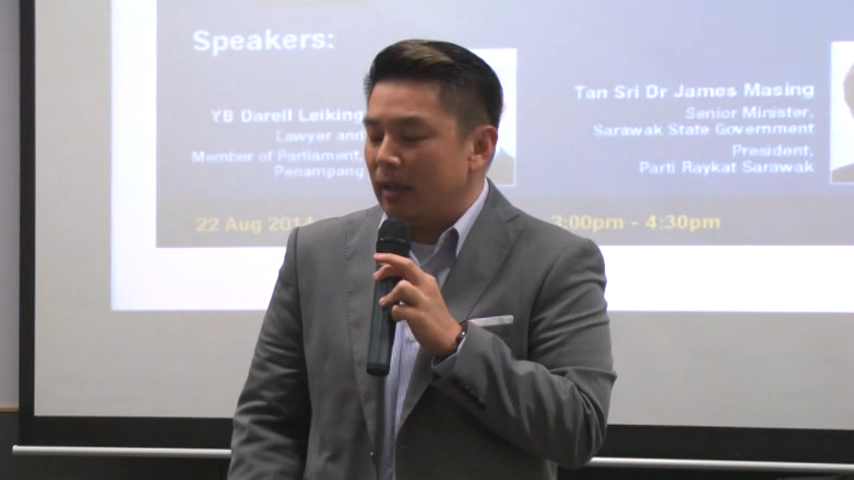 Speakers:
YB Darell Leiking
Lawyer and
Member of Parliament,
Penampang
Tan Sri Dr James Masing
Senior Minister,
Sarawak State Government
President,
Parti Raykat Sarawak
22 Aug 2014
3:00pm - 4:30pm